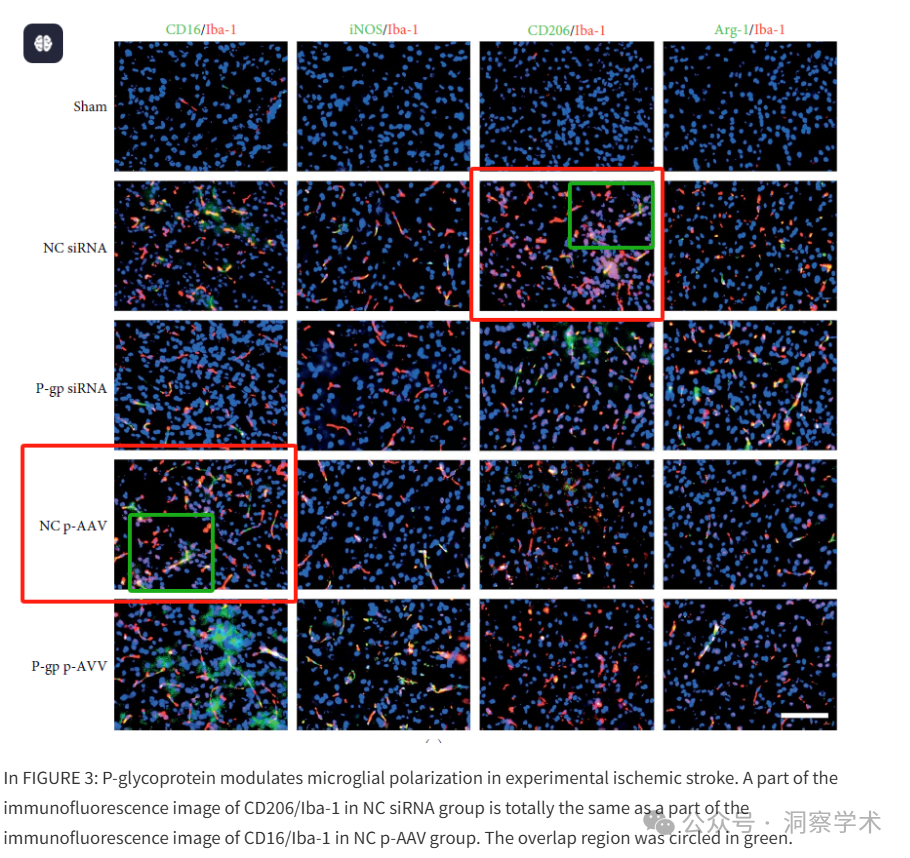 CD16/Iba-1 iNOS/Iba-1 CD206/Iba-1 Arg-1/Iba-1
Sham
NC siRNA
P-gp siRNA
NC p-AAV
P-gp p-AVV
In FIGURE 3: P-glycoprotein modulates microglial polarization in experimental ischemic stroke. A part of the
immunofluorescence image of CD206/Iba-1 in NC siRNA group is totally the same as a part of the
immunofluorescence image of CD16/Iba-1 in NC p-AAV group. The overlap region was circled in green.
公众号 · 洞察学术